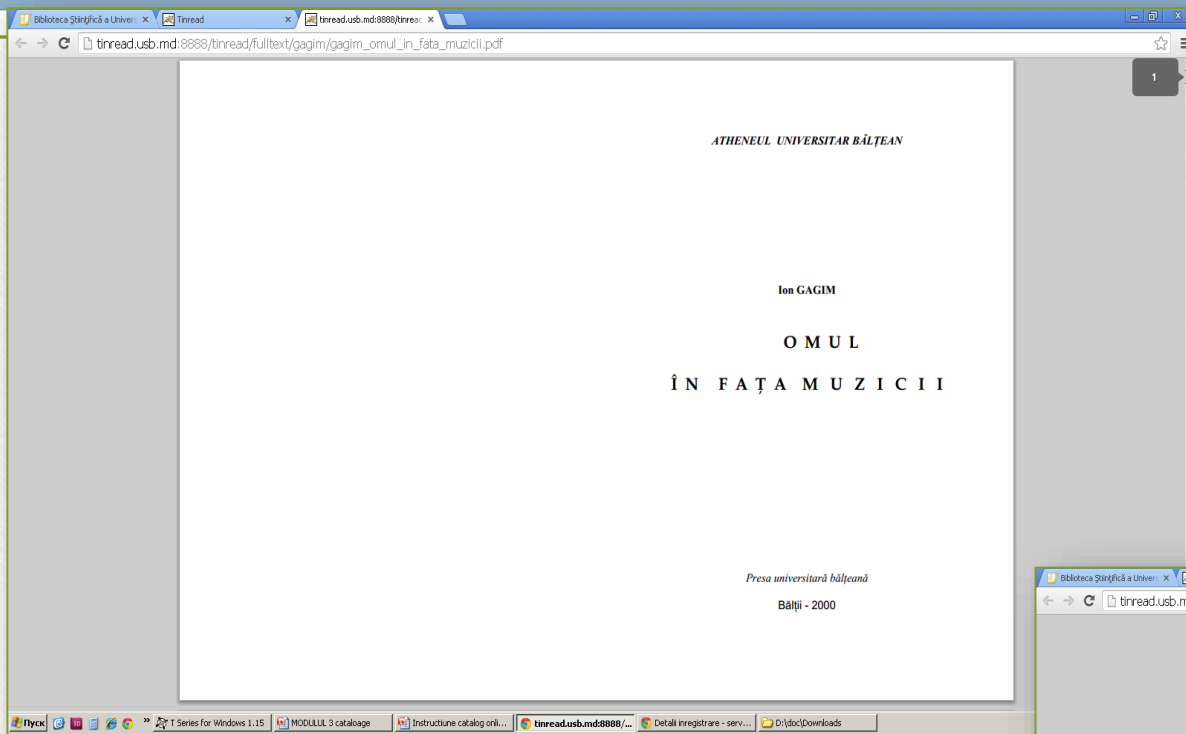 Biblioteca Ştiinţifică a Univers
Tinread
tinread.usb.md:8888/tinread
tinread.usb.md:8888/tinread/fulltext/gagim/gagim_omul_in_fata_muzicii.pdf
1
ATHENEUL UNIVERSITAR BĂLȚEAN
Ion GAGIM
O M U L
Î N F A Ț A M U Z I C I I
Presa universitară bălțeană
Bălții - 2000
Biblioteca Ştiinţifică a Univers
tinread.usb.m
Пуск
T Series for Windows 1.15
MODULUL 3 cataloage
Instructiune catalog onli...
tinread.usb.md:8888/...
Detalii inregistrare - serv...
D:\doc\Downloads